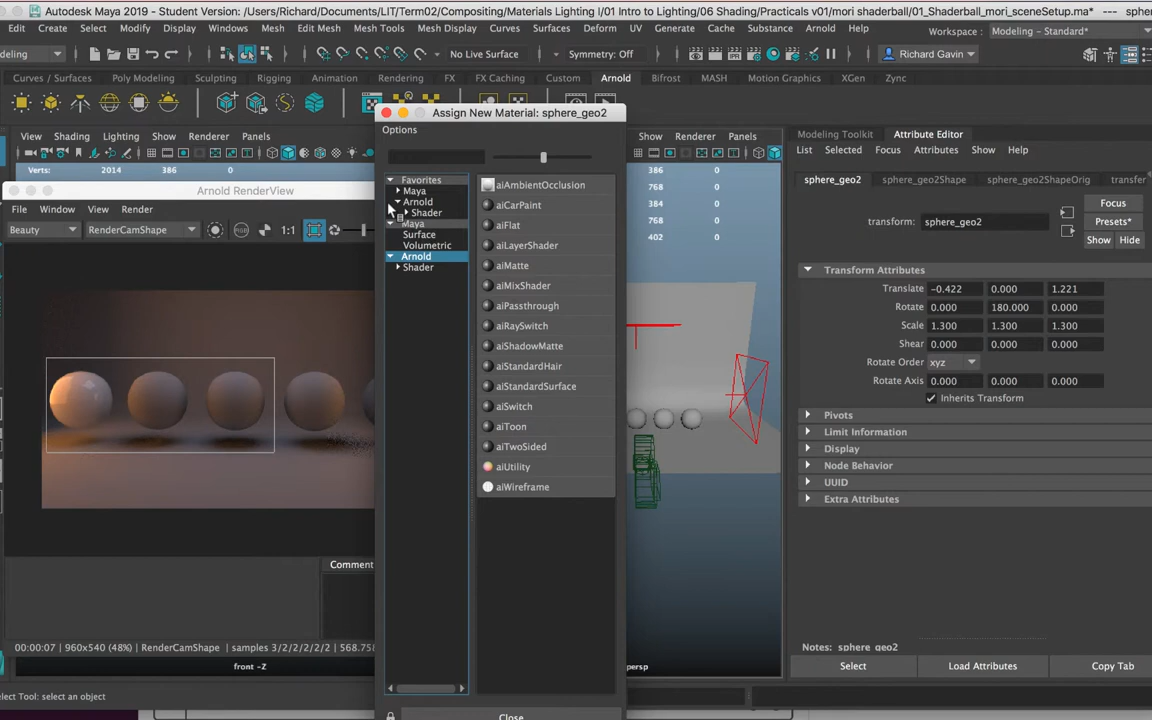 Autodesk Maya 2019 - Student Version: /Users/Richard/Documents/LIT/Term02/Compositing/Materials Lighting I/01 Intro to Lighting/06 Shading/Practicals v01/mori shaderball/01_Shaderball_mori_sceneSetup.ma*
Create Select Modify Display Windows Mesh Edit Mesh Mesh Tools Mesh Display Curves Surfaces Deform UV Generate Cache Arnold Help Workspace : Modeling - Standard*
No Live Surface Symmetry: Off Richard Gavin
Curves / Surfaces Poly Modeling Sculpting Rigging Animation Rendering FX FX Caching Custom Arnold Bifrost MASH Motion Graphics XGen Zync
Assign New Material: sphere_geo2
Options
View Shading Lighting Show Renderer Panels
Show Renderer Panels
Modeling Toolkit Attribute Editor
List Selected Focus Attributes Show Help
Verts: 2014 386 0
386 0
768 0
384 0
768 0
220 0
402 0
Arnold RenderView
File View Render
Beauty RenderCamShape 1:1
Favorites
Maya
Arnold
Shader
Maya
Surface
Volumetric
Arnold
Shader
aiAmbientOcclusion
aiCarPaint
aiFlat
aiLayerShader
aiMatte
aiMixShader
aiPassthrough
aiRaySwitch
aiShadowMatte
aiStandardHair
aiStandardSurface
aiSwitch
aiToon
aiTwoSided
aiUtility
aiWireframe
Close
sphere_geo2 sphere_geo2Shape sphere_geo2ShapeOrig transfer
transform: sphere_geo2
Focus
Presets*
Show Hide
Transform Attributes
Translate -0.422 0.000 1.221
Rotate 0.000 180.000 0.000
Scale 1.300 1.300 1.300
Shear 0.000 0.000 0.000
Rotate Order xyz
Rotate Axis 0.000 0.000 0.000
Inherits Transform
Pivots
Limit Information
Display
Node Behavior
UUID
Extra Attributes
Notes: sphere_geo2
Select Load Attributes Copy Tab
00:00:07 | 960x540 (48%) | RenderCamShape | samples 3/2/2/2/2/2 | 568.75
front -Z
persp
elect Tool: select an object